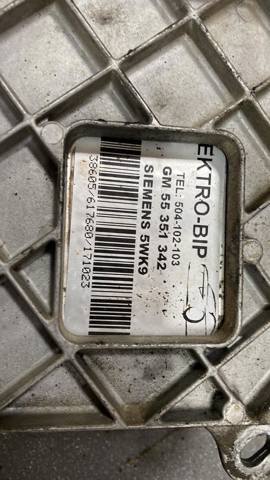 EKTRO-BIP
TEL: 504-102-103
GM 55 351 342
SIEMENS 5WK9
38605/617680/171023